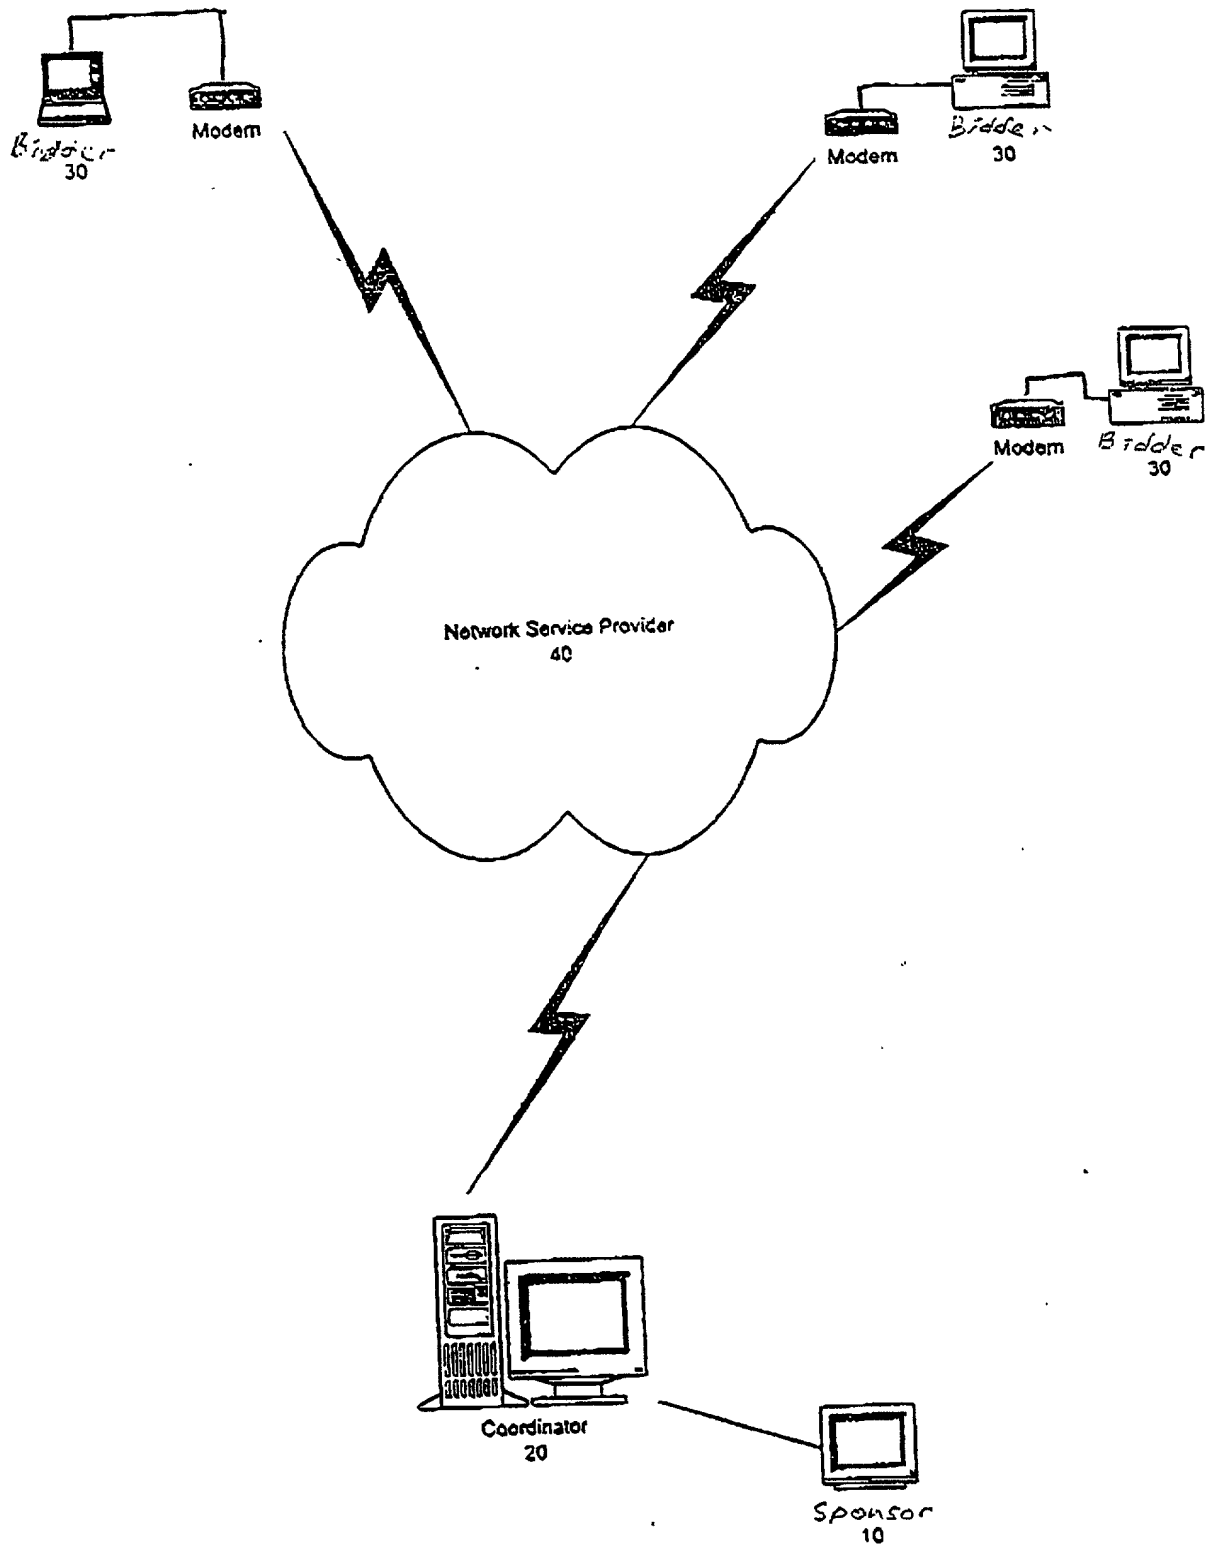 Modem
Bidder
30
Modem
Bidder
30
Modem
Bidder
30
Network Service Provider
40
Coordinator
20
Sponsor
10